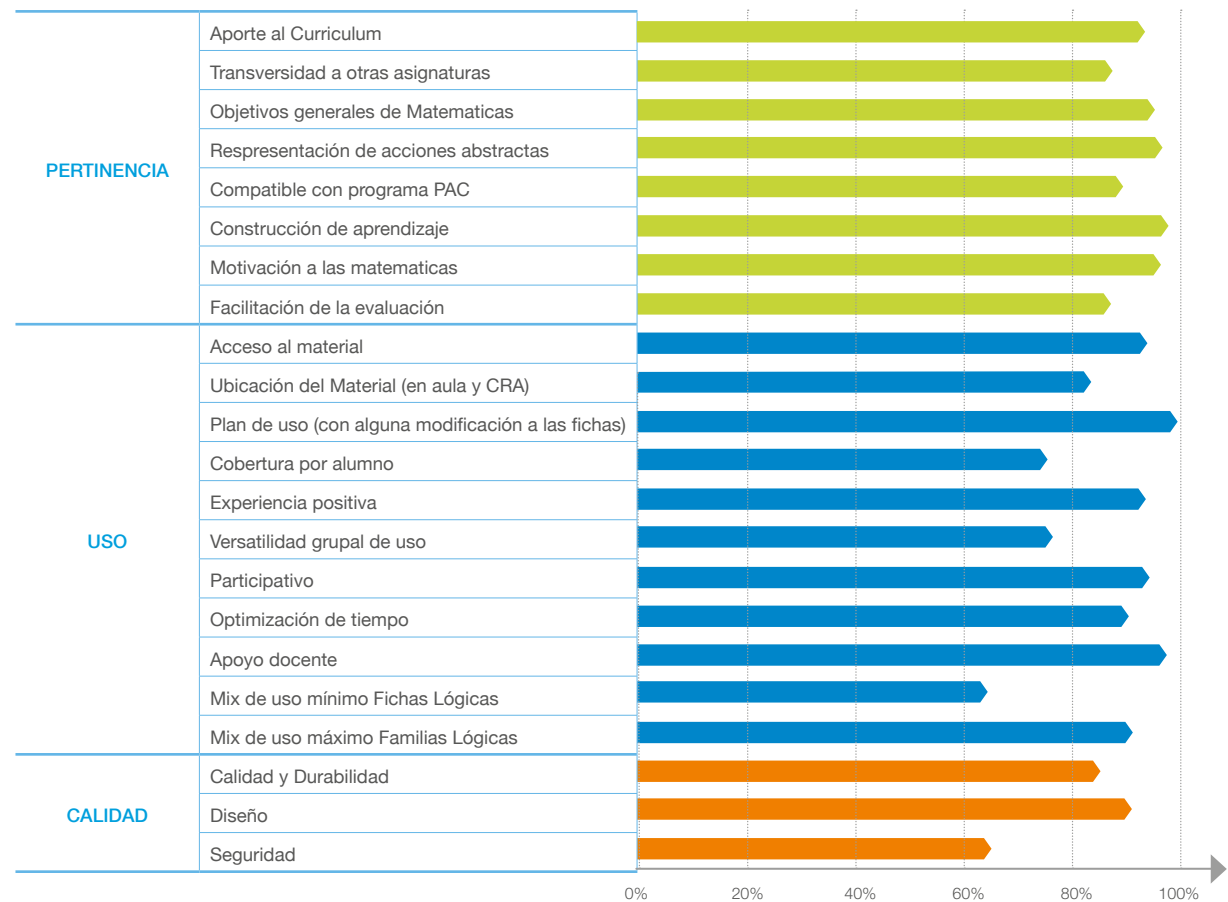 PERTINENCIA
Aporte al Curriculum
Transversidad a otras asignaturas
Objetivos generales de Matematicas
Respresentación de acciones abstractas
Compatible con programa PAC
Construcción de aprendizaje
Motivación a las matematicas
Facilitación de la evaluación
USO
Acceso al material
Ubicación del Material (en aula y CRA)
Plan de uso (con alguna modificación a las fichas)
Cobertura por alumno
Experiencia positiva
Versatilidad grupal de uso
Participativo
Optimización de tiempo
Apoyo docente
Mix de uso mínimo Fichas Lógicas
Mix de uso máximo Familias Lógicas
CALIDAD
Calidad y Durabilidad
Diseño
Seguridad
0% 20% 40% 60% 80% 100%